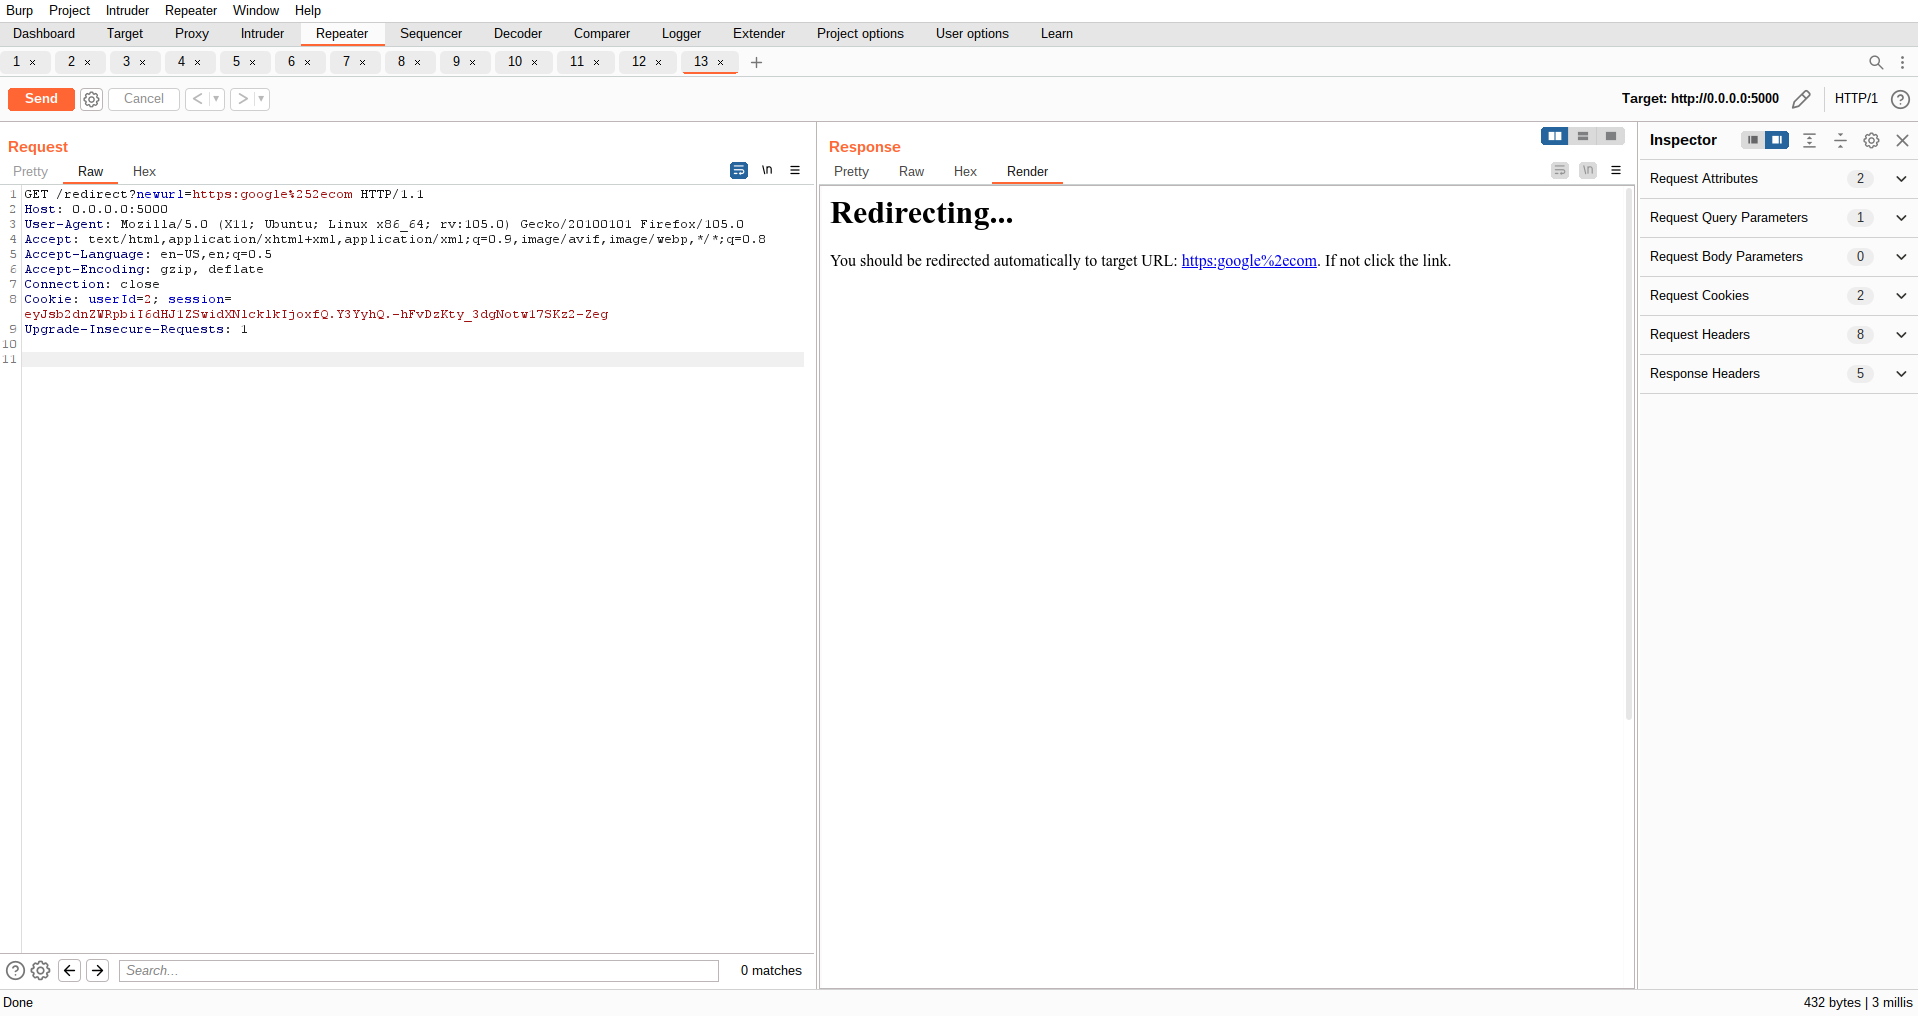 Burp Project Intruder Repeater Window Help
Dashboard Target Proxy Intruder Repeater Sequencer Decoder Comparer Logger Extender Project options User options Learn
1 × 2 × 3 × 4 × 5 × 6 × 7 × 8 × 9 × 10 × 11 × 12 × 13 × +
Send Cancel < > Target: http://0.0.0.0:5000 HTTP/1 ?
Request
Pretty Raw Hex \n
1 GET /redirect?newurl=https:google%252ecom HTTP/1.1
2 Host: 0.0.0.0:5000
3 User-Agent: Mozilla/5.0 (X11; Ubuntu; Linux x86_64; rv:105.0) Gecko/20100101 Firefox/105.0
4 Accept: text/html,application/xhtml+xml,application/xml;q=0.9,image/avif,image/webp,*/*;q=0.8
5 Accept-Language: en-US,en;q=0.5
6 Accept-Encoding: gzip, deflate
7 Connection: close
8 Cookie: userId=2; session=
eyJsb2dnZWRpbiI6dHJ1ZSwidXNlcklkIjoxfQ.Y3YyhQ.-hFvDzKty_3dgNotw17SKz2-Zeg
9 Upgrade-Insecure-Requests: 1
10
11
? Search... 0 matches
Response
Pretty Raw Hex Render \n
Redirecting...
You should be redirected automatically to target URL: https:google%2ecom. If not click the link.
Inspector
Request Attributes 2
Request Query Parameters 1
Request Body Parameters 0
Request Cookies 2
Request Headers 8
Response Headers 5
Done
432 bytes | 3 millis